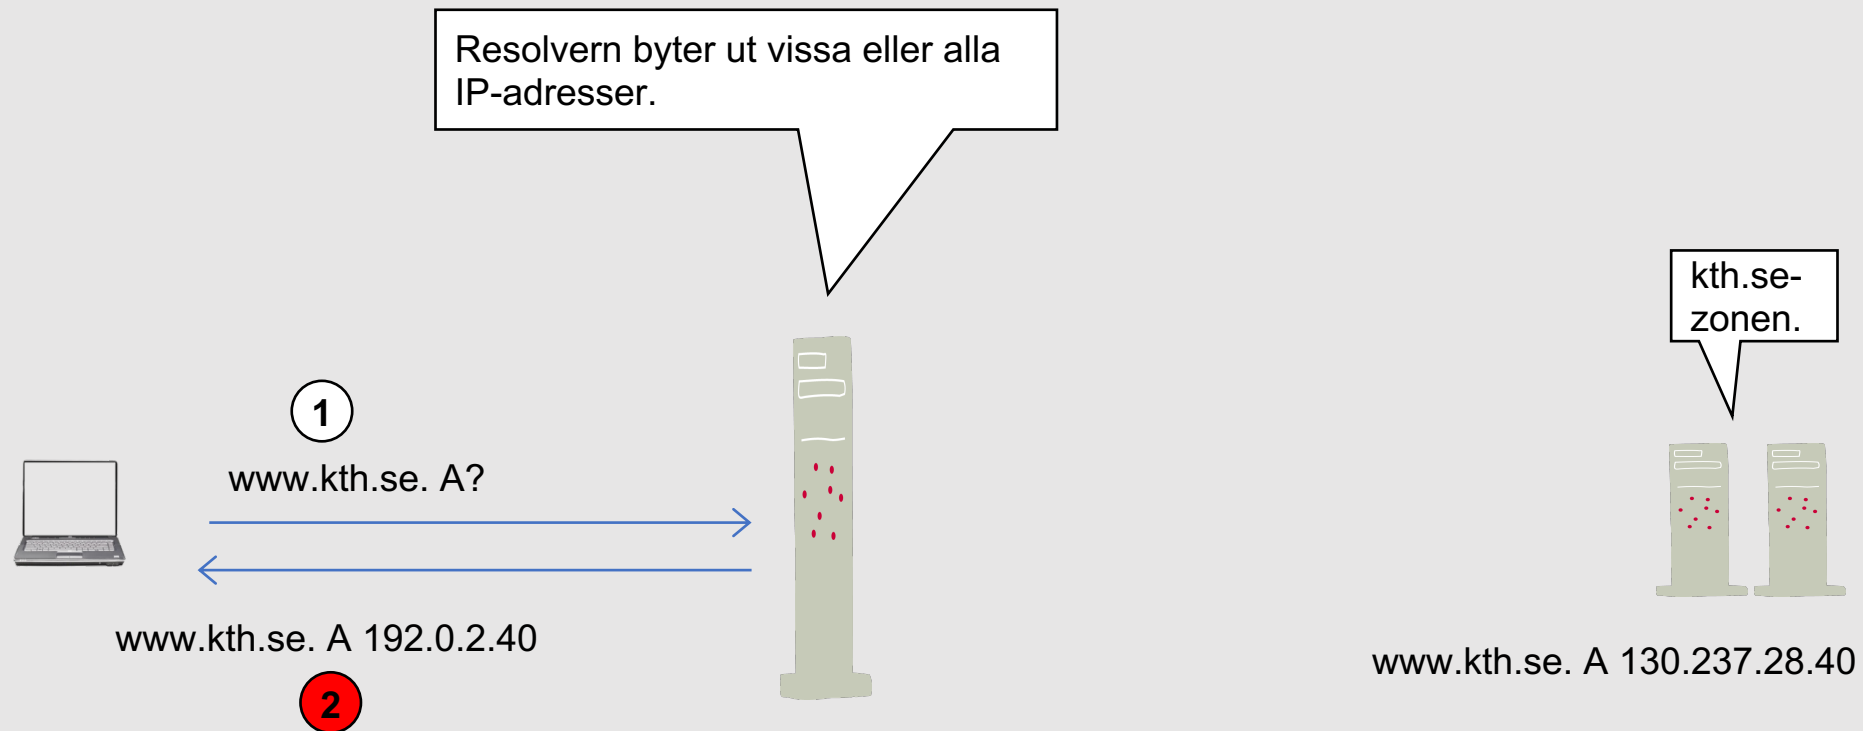 Resolvern byter ut vissa eller alla
IP-adresser.
kth.se-
zonen.
1
www.kth.se. A?
www.kth.se. A 192.0.2.40
2
www.kth.se. A 130.237.28.40